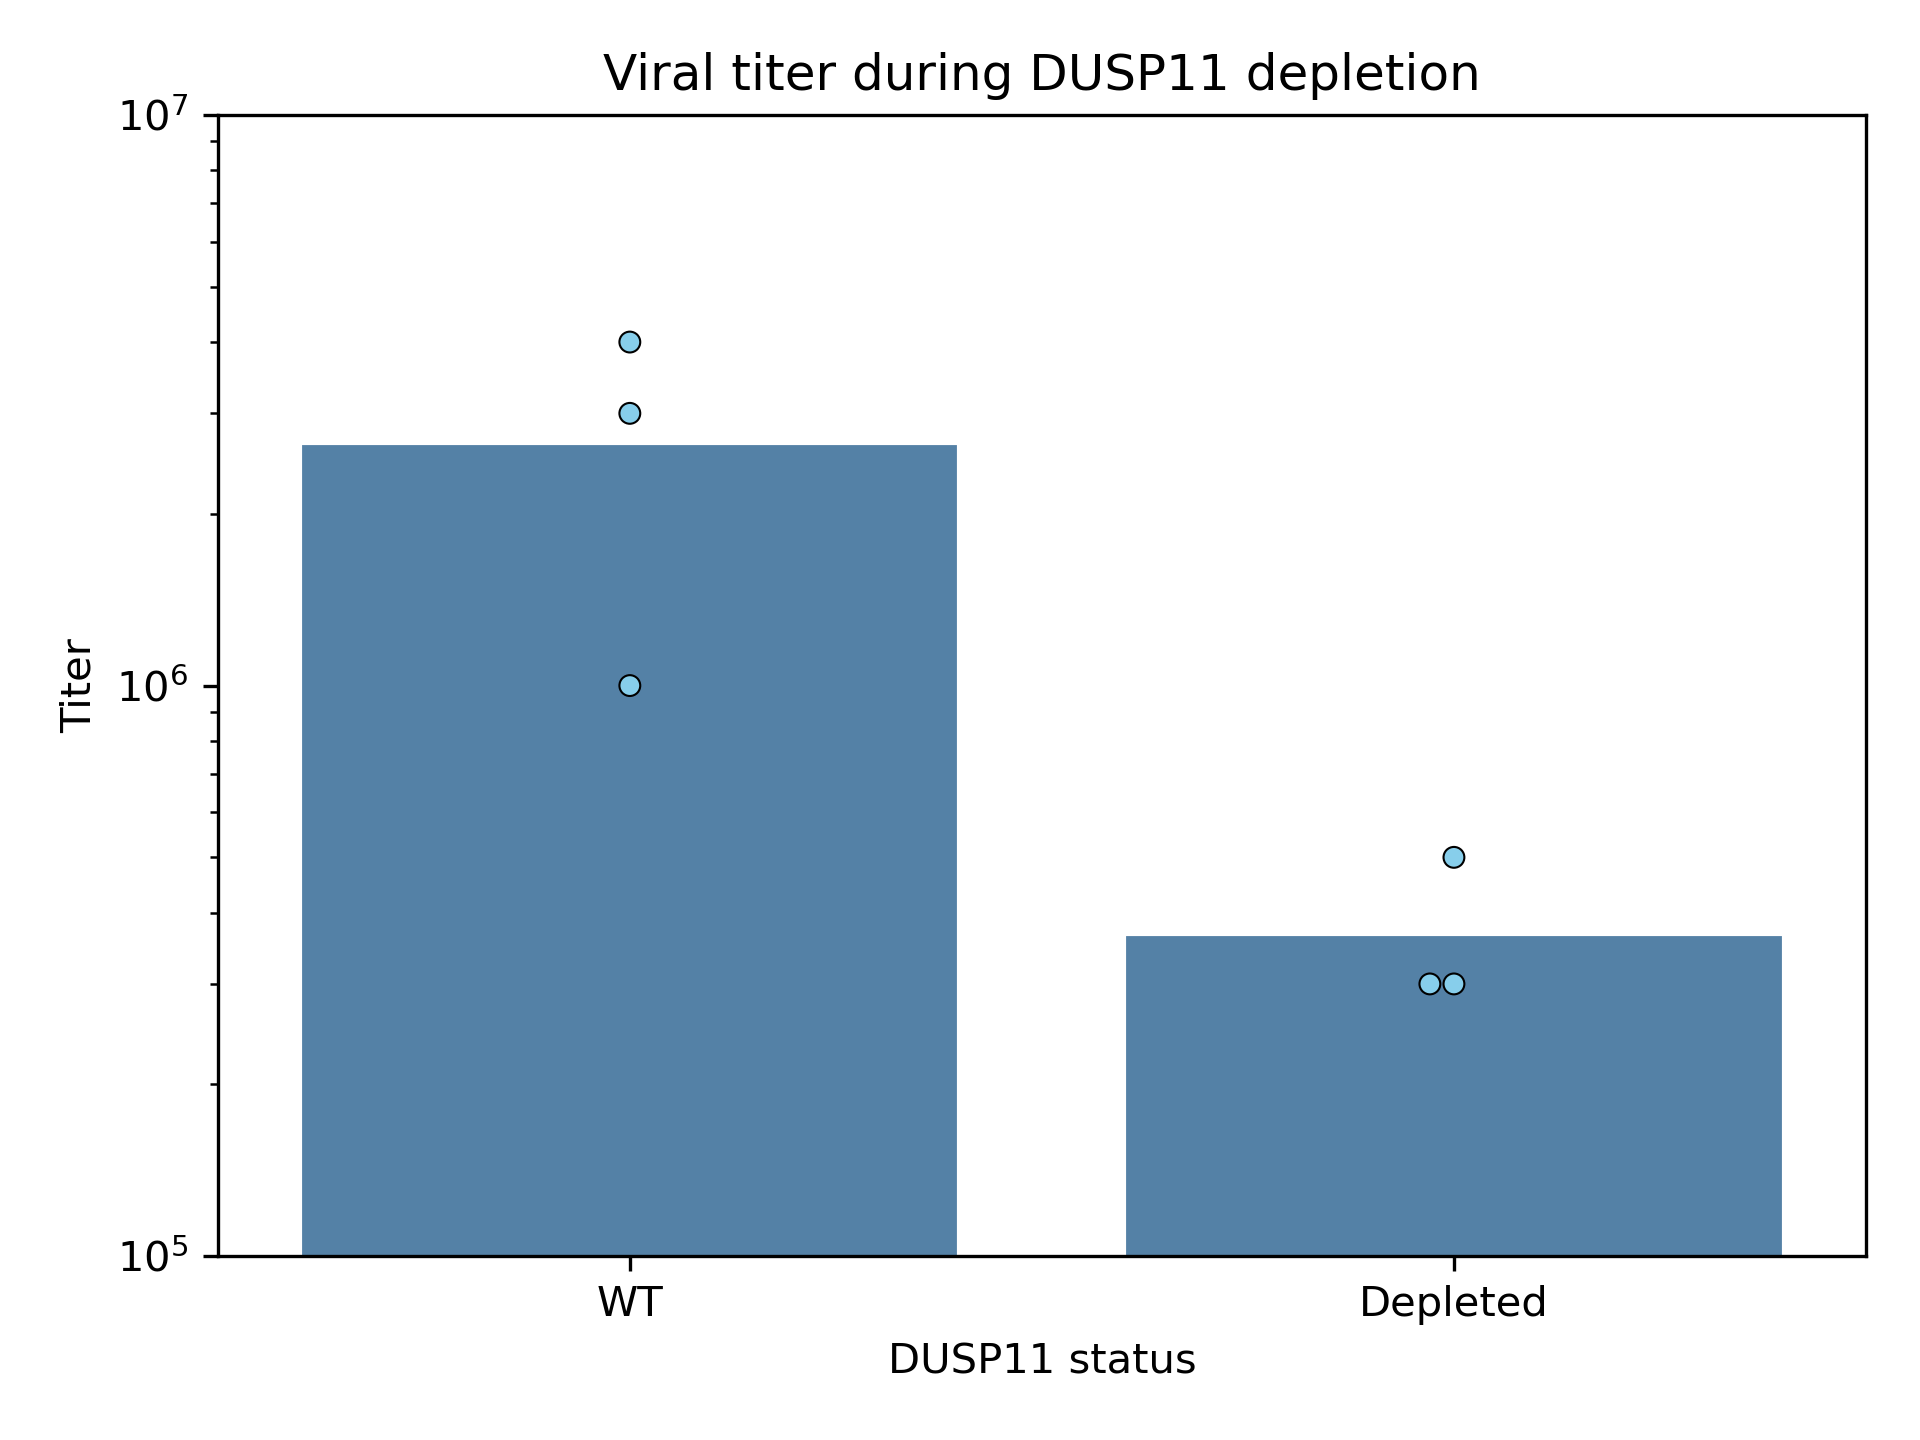 Viral titer during DUSP11 depletion
10⁷
10⁶
10⁵
Titer
WT
Depleted
DUSP11 status